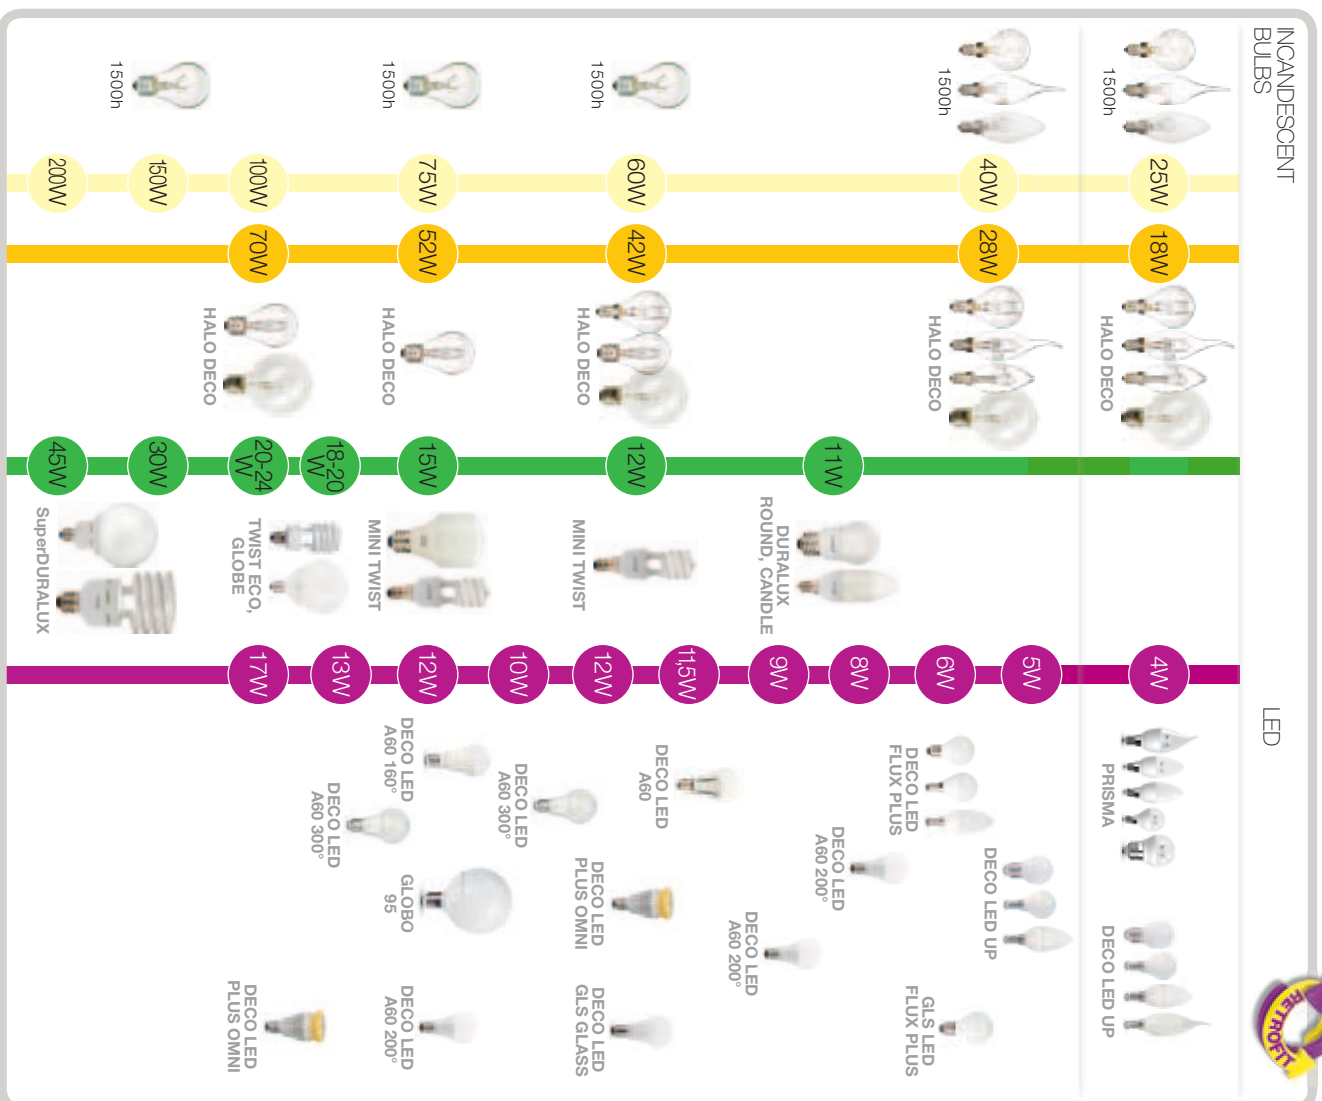 INCANDESCENT
BULBS
LED
RETROFIT
1500h
1500h
1500h
1500h
1500h
25W
40W
60W
75W
100W
150W
200W
18W
28W
42W
52W
70W
HALO DECO
HALO DECO
HALO DECO
HALO DECO
HALO DECO
11W
12W
15W
18-20
W
20-24
W
30W
45W
DURALUX
ROUND, CANDLE
MINI TWIST
MINI TWIST
TWIST ECO,
GLOBE
SuperDURALUX
4W
5W
6W
8W
9W
11,5W
12W
10W
12W
13W
17W
PRISMA
DECO LED UP
DECO LED UP
DECO LED
FLUX PLUS
GLS LED
FLUX PLUS
DECO LED
A60 200°
DECO LED
A60 200°
DECO LED
A60
DECO LED
PLUS OMNI
DECO LED
GLS GLASS
DECO LED
A60 300°
DECO LED
A60 160°
GLOBO
95
DECO LED
A60 200°
DECO LED
A60 300°
DECO LED
PLUS OMNI